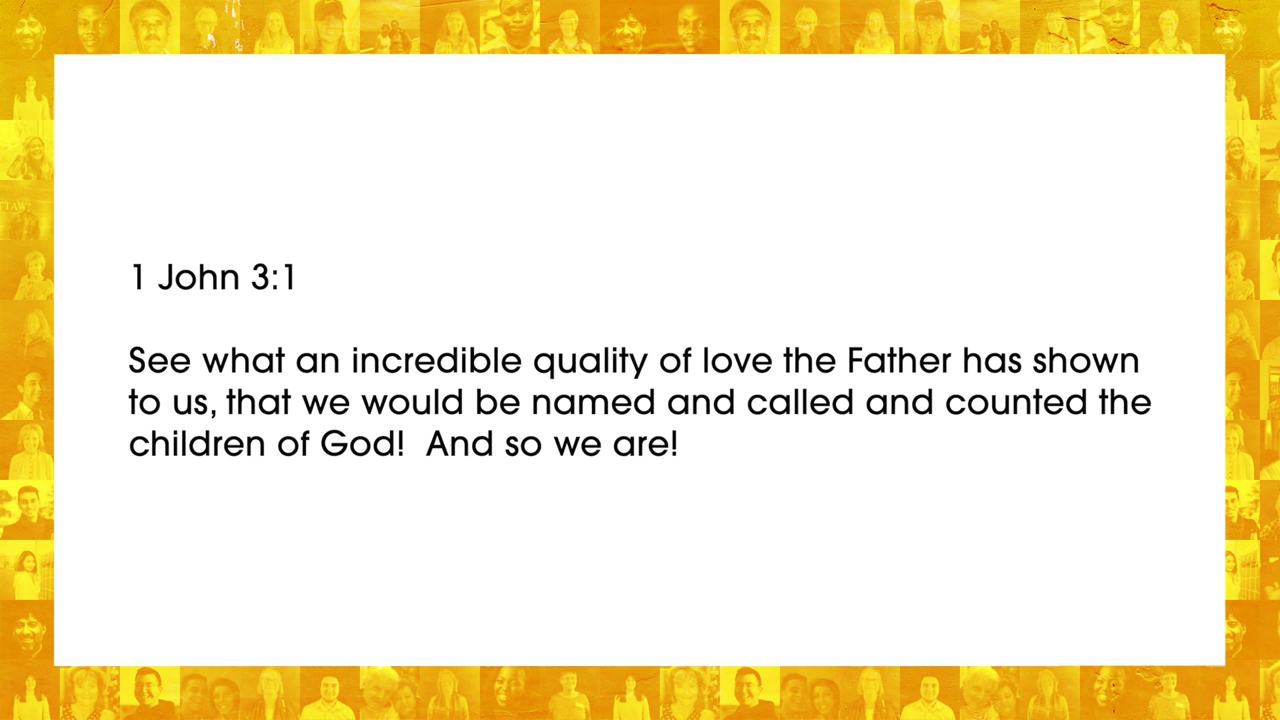 1 John 3:1
See what an incredible quality of love the Father has shown
to us, that we would be named and called and counted the
children of God!  And so we are!